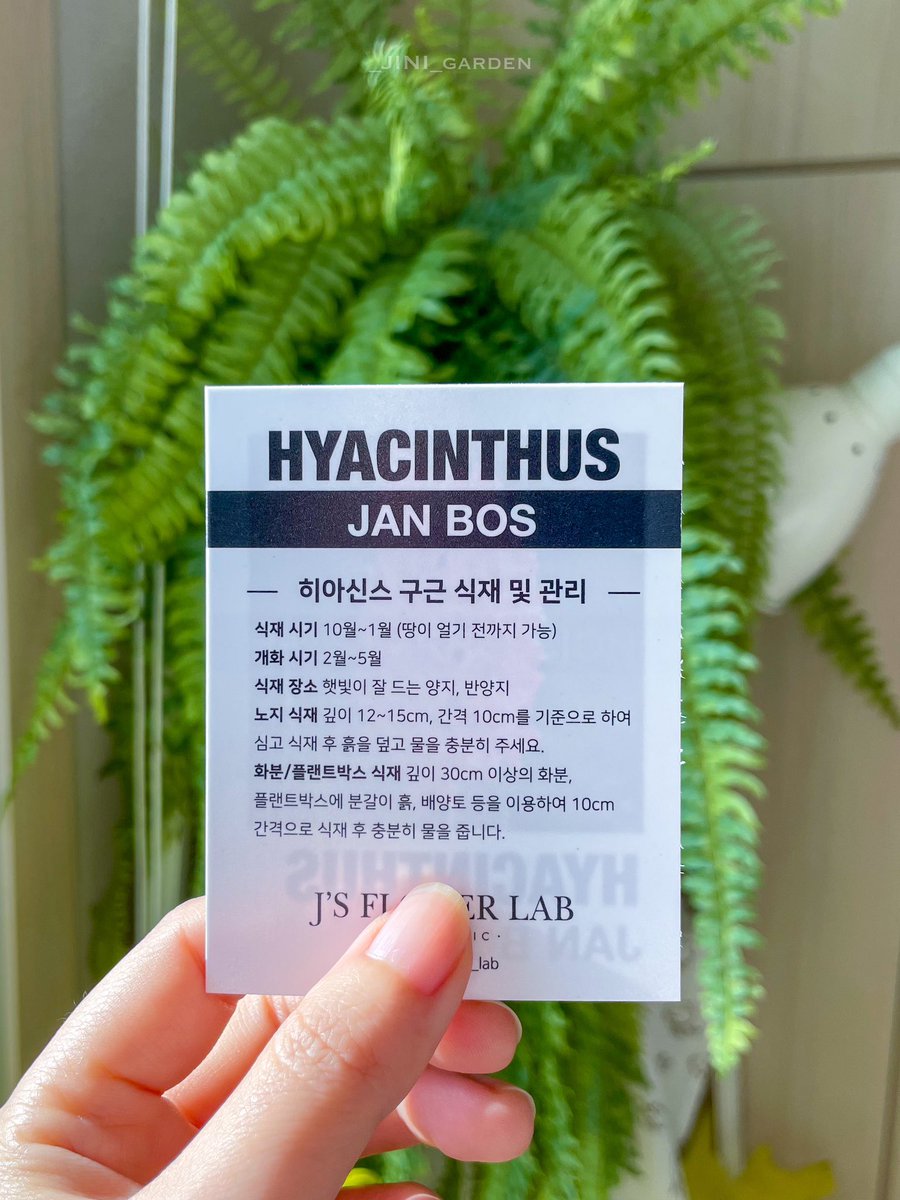 _JINI_GARDEN
HYACINTHUS
JAN BOS
히아신스 구근 식재 및 관리
식재 시기 10월~1월 (땅이 얼기 전까지 가능)
개화 시기 2월~5월
식재 장소 햇빛이 잘 드는 양지, 반양지
노지 식재 깊이 12~15cm, 간격 10cm를 기준으로 하여
심고 식재 후 흙을 덮고 물을 충분히 주세요.
화분/플랜트박스 식재 깊이 30cm 이상의 화분,
플랜트박스에 분갈이 흙, 배양토 등을 이용하여 10cm
간격으로 식재 후 충분히 물을 줍니다.
J'S LAB